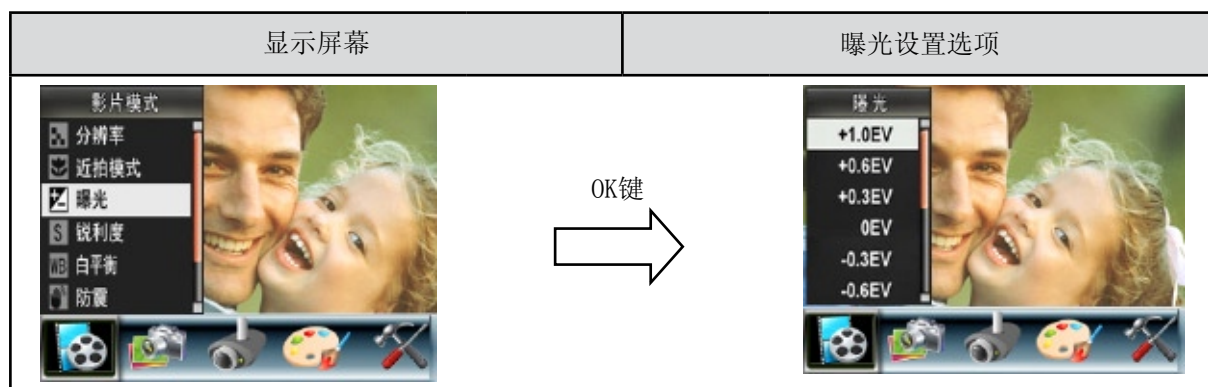 显示屏幕
曝光设置选项
影片模式
分辨率
近拍模式
曝光
S 锐利度
WB 白平衡
防震
OK键
曝光
+1.0EV
+0.6EV
+0.3EV
0EV
-0.3EV
-0.6EV